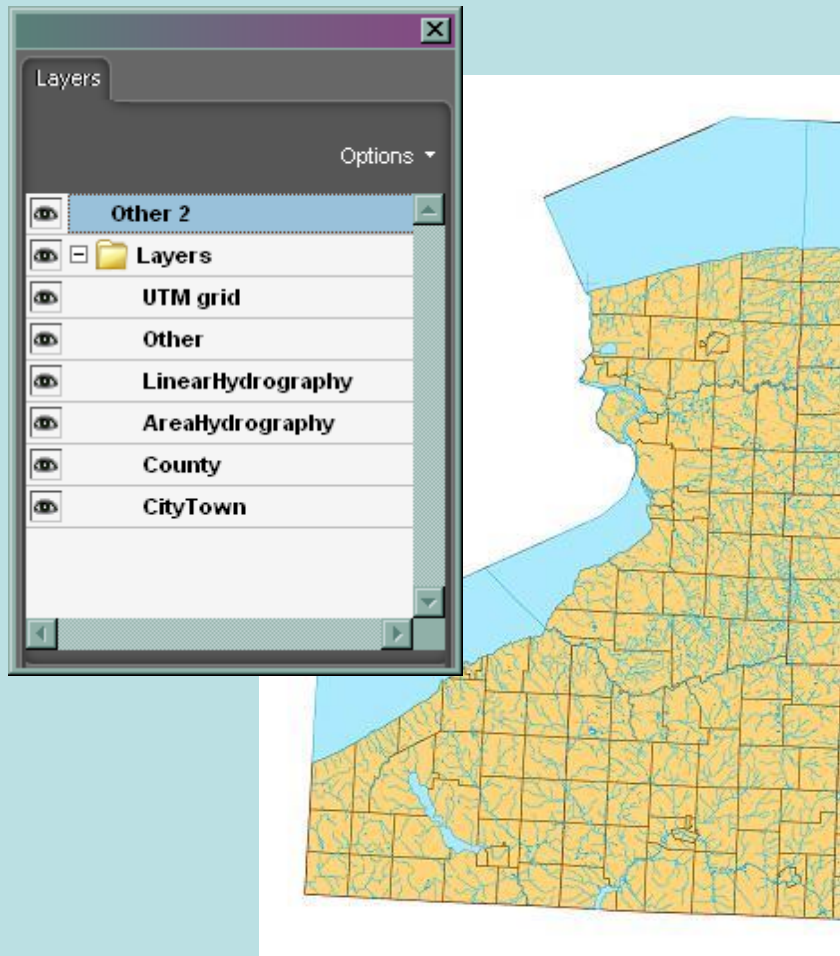 Layers
Options
Other 2
Layers
UTM grid
Other
LinearHydrography
AreaHydrography
County
CityTown